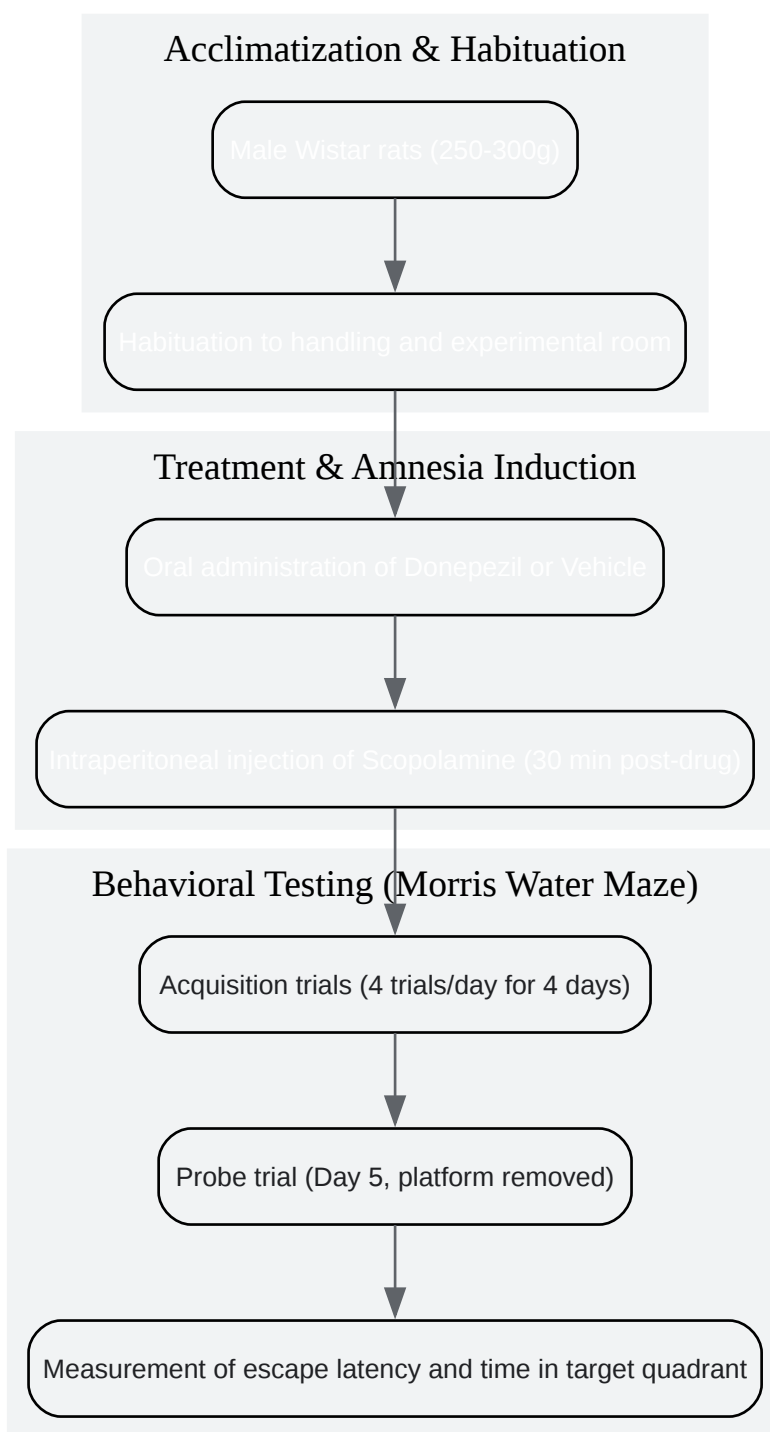 Acclimatization & Habituation
Male Wistar rats (250-300g)
Habituation to handling and experimental room
Treatment & Amnesia Induction
Oral administration of Donepezil or Vehicle
Intraperitoneal injection of Scopolamine (30 min post-drug)
Behavioral Testing (Morris Water Maze)
Acquisition trials (4 trials/day for 4 days)
Probe trial (Day 5, platform removed)
Measurement of escape latency and time in target quadrant